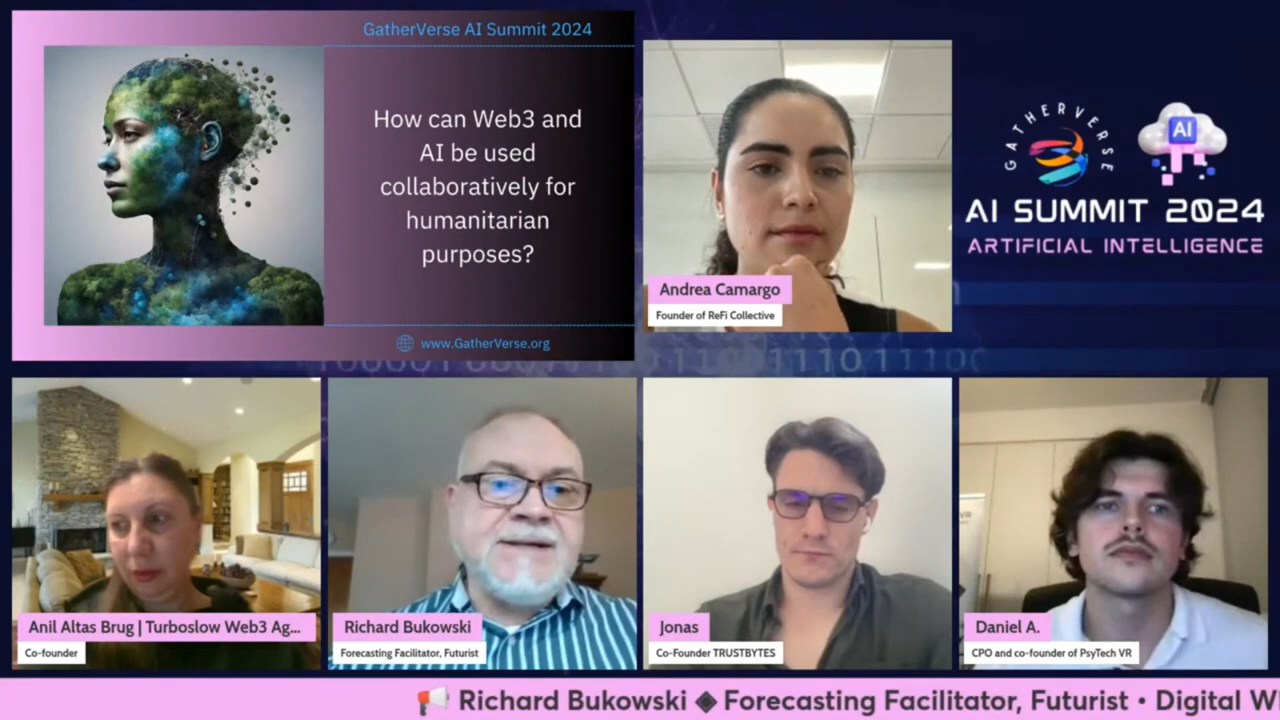 GatherVerse AI Summit 2024
How can Web3 and
AI be used
collaboratively for
humanitarian
purposes?
www.GatherVerse.org
Andrea Camargo
Founder of ReFi Collective
GATHERVERSE
AI
AI SUMMIT 2024
ARTIFICIAL INTELLIGENCE
Anil Altas Brug | Turboslow Web3 Ag...
Co-founder
Richard Bukowski
Forecasting Facilitator, Futurist
Jonas
Co-Founder TRUSTBYTES
Daniel A.
CPO and co-founder of PsyTech VR
Richard Bukowski ◈ Forecasting Facilitator, Futurist • Digital W